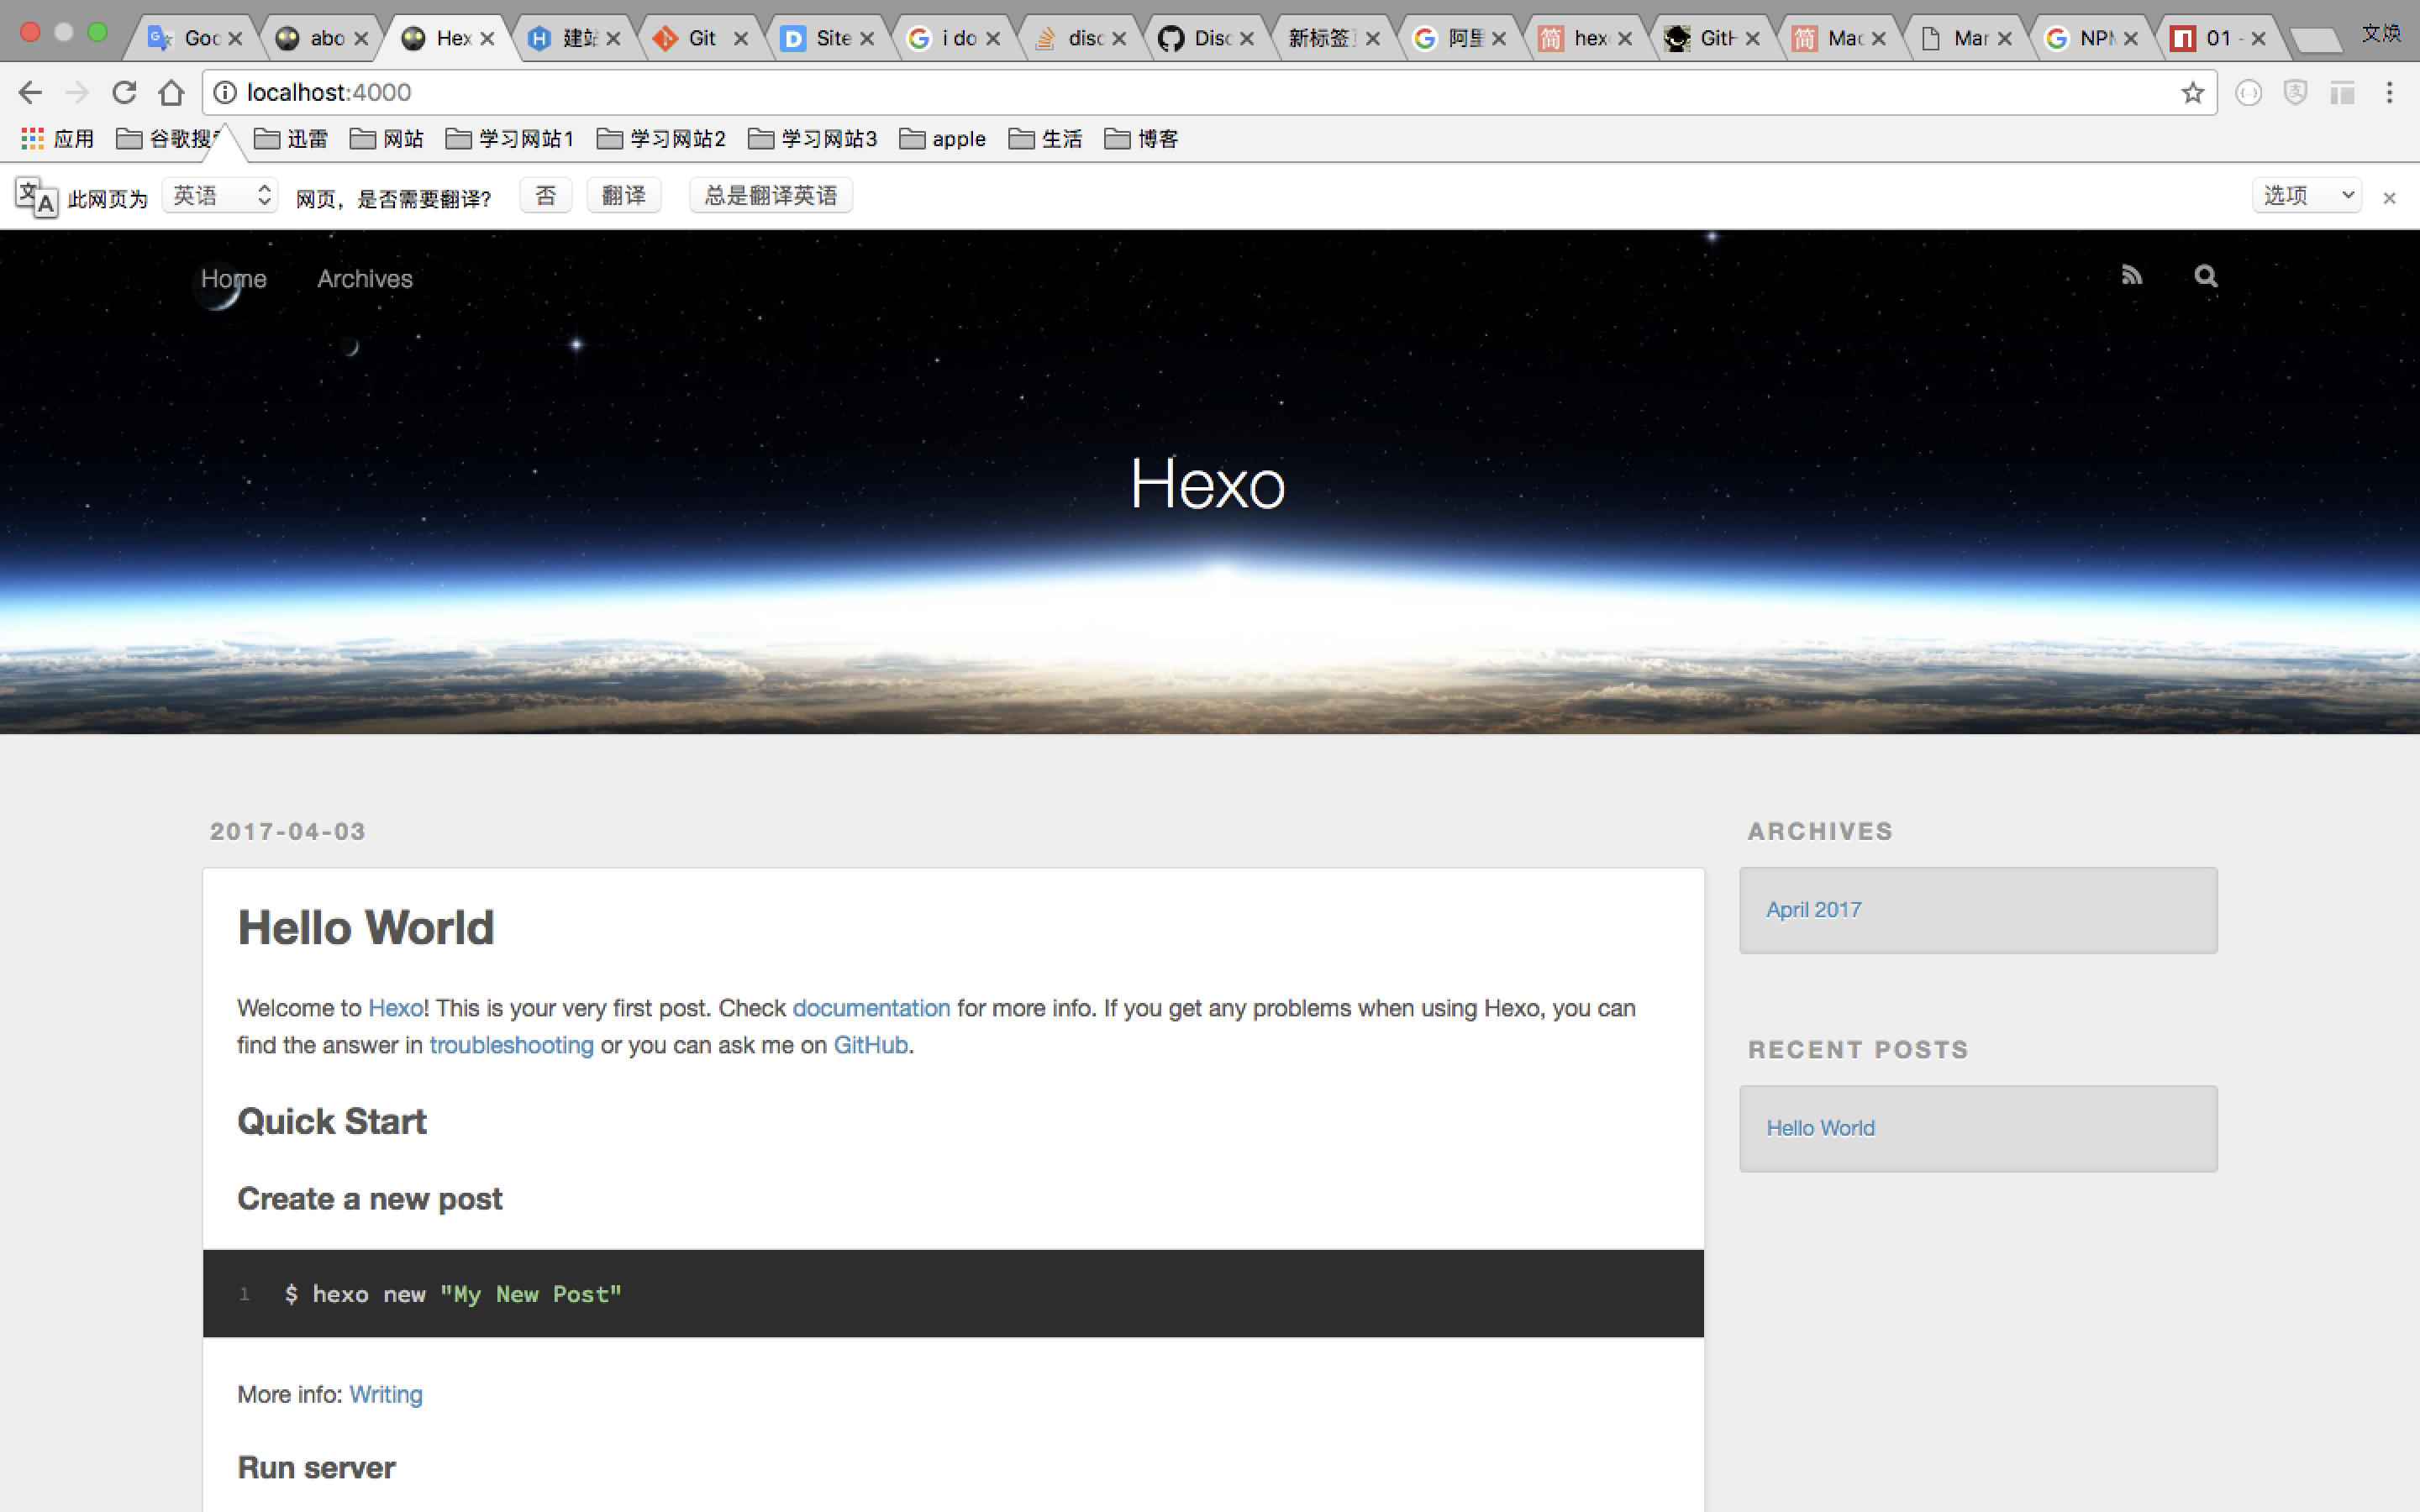 Goo
abo
Hex
建站
Git
Site
i do
disc
Disc
新标签
阿里
hex
GitH
Mac
Mar
NPM
01 -
文焕
localhost:4000
应用 谷歌搜 迅雷 网站 学习网站1 学习网站2 学习网站3 apple 生活 博客
此网页为 英语 网页，是否需要翻译? 否 翻译 总是翻译英语 选项
Home Archives
Hexo
2017-04-03
Hello World
Welcome to Hexo! This is your very first post. Check documentation for more info. If you get any problems when using Hexo, you can
find the answer in troubleshooting or you can ask me on GitHub.
Quick Start
Create a new post
1 $ hexo new "My New Post"
More info: Writing
Run server
ARCHIVES
April 2017
RECENT POSTS
Hello World